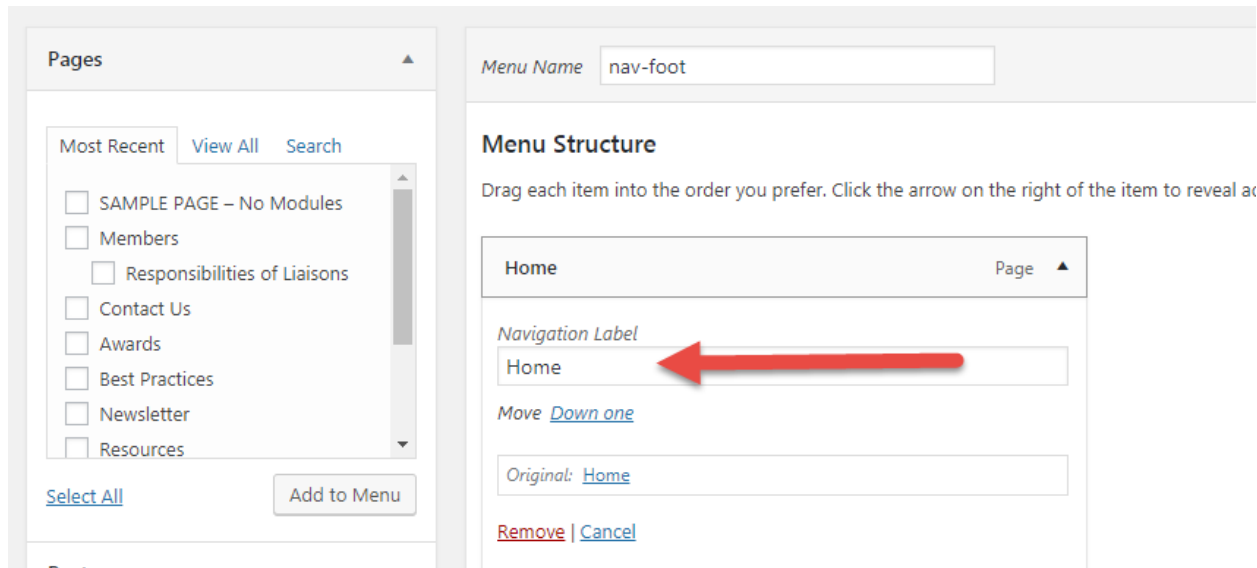 Pages
Most Recent View All Search
SAMPLE PAGE – No Modules
Members
Responsibilities of Liaisons
Contact Us
Awards
Best Practices
Newsletter
Resources
Select All Add to Menu
Menu Name nav-foot
Menu Structure
Drag each item into the order you prefer. Click the arrow on the right of the item to reveal
Home Page
Navigation Label
Home
Move Down one
Original: Home
Remove | Cancel